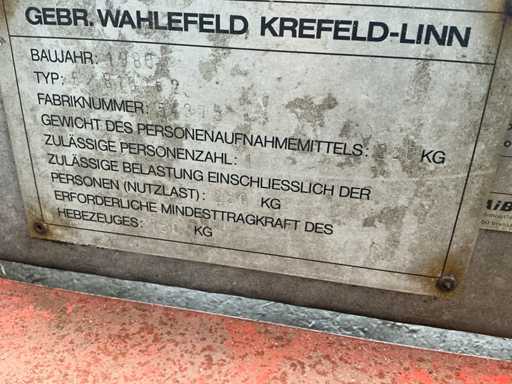 GEBR. WAHLEFELD KREFELD-LINN
BAUJAHR: 1980
TYP:
FABRIKNUMMER:
GEWICHT DES PERSONENAUFNAHMEMITTELS: KG
ZULÄSSIGE PERSONENZAHL:
ZULÄSSIGE BELASTUNG EINSCHLIESSLICH DER
PERSONEN (NUTZLAST): KG
ERFORDERLICHE MINDESTTRAGKRAFT DES
HEBEZEUGES: KG